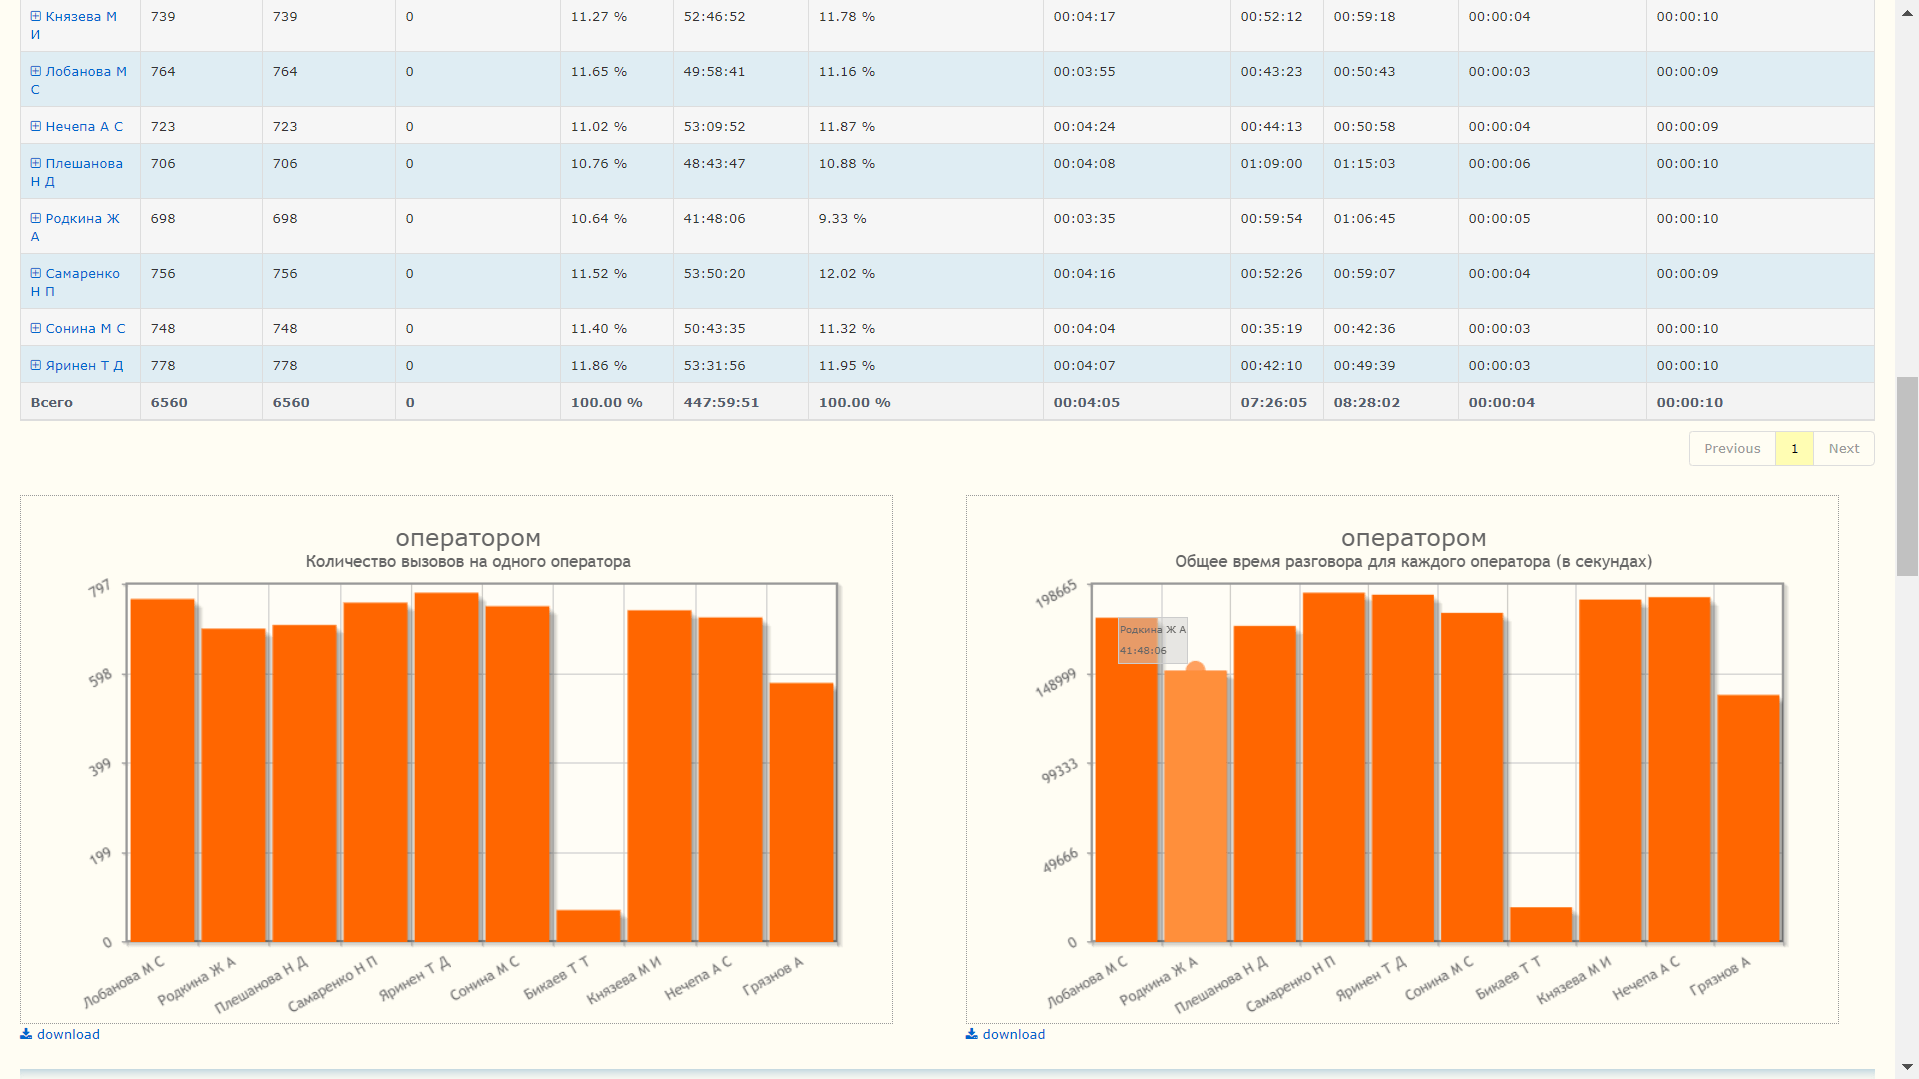 Князева М И 739 739 0 11.27 % 52:46:52 11.78 % 00:04:17 00:52:12 00:59:18 00:00:04 00:00:10
Лобанова М С 764 764 0 11.65 % 49:58:41 11.16 % 00:03:55 00:43:23 00:50:43 00:00:03 00:00:09
Нечепа А С 723 723 0 11.02 % 53:09:52 11.87 % 00:04:24 00:44:13 00:50:58 00:00:04 00:00:09
Плешанова Н Д 706 706 0 10.76 % 48:43:47 10.88 % 00:04:08 01:09:00 01:15:03 00:00:06 00:00:10
Родкина Ж А 698 698 0 10.64 % 41:48:06 9.33 % 00:03:35 00:59:54 01:06:45 00:00:05 00:00:10
Самаренко Н П 756 756 0 11.52 % 53:50:20 12.02 % 00:04:16 00:52:26 00:59:07 00:00:04 00:00:09
Сонина М С 748 748 0 11.40 % 50:43:35 11.32 % 00:04:04 00:35:19 00:42:36 00:00:03 00:00:10
Яринен Т Д 778 778 0 11.86 % 53:31:56 11.95 % 00:04:07 00:42:10 00:49:39 00:00:03 00:00:10
Всего 6560 6560 0 100.00 % 447:59:51 100.00 % 00:04:05 07:26:05 08:28:02 00:00:04 00:00:10
Previous 1 Next
оператором
Количество вызовов на одного оператора
797
598
399
199
0
Лобанова М С
Родкина Ж А
Плешанова Н Д
Самаренко Н П
Яринен Т Д
Сонина М С
Бикаев Т Т
Князева М И
Нечепа А С
Грязнов А
download
оператором
Общее время разговора для каждого оператора (в секундах)
198665
148999
99333
49666
0
Родкина Ж А
41:48:06
Лобанова М С
Родкина Ж А
Плешанова Н Д
Самаренко Н П
Яринен Т Д
Сонина М С
Бикаев Т Т
Князева М И
Нечепа А С
Грязнов А
download